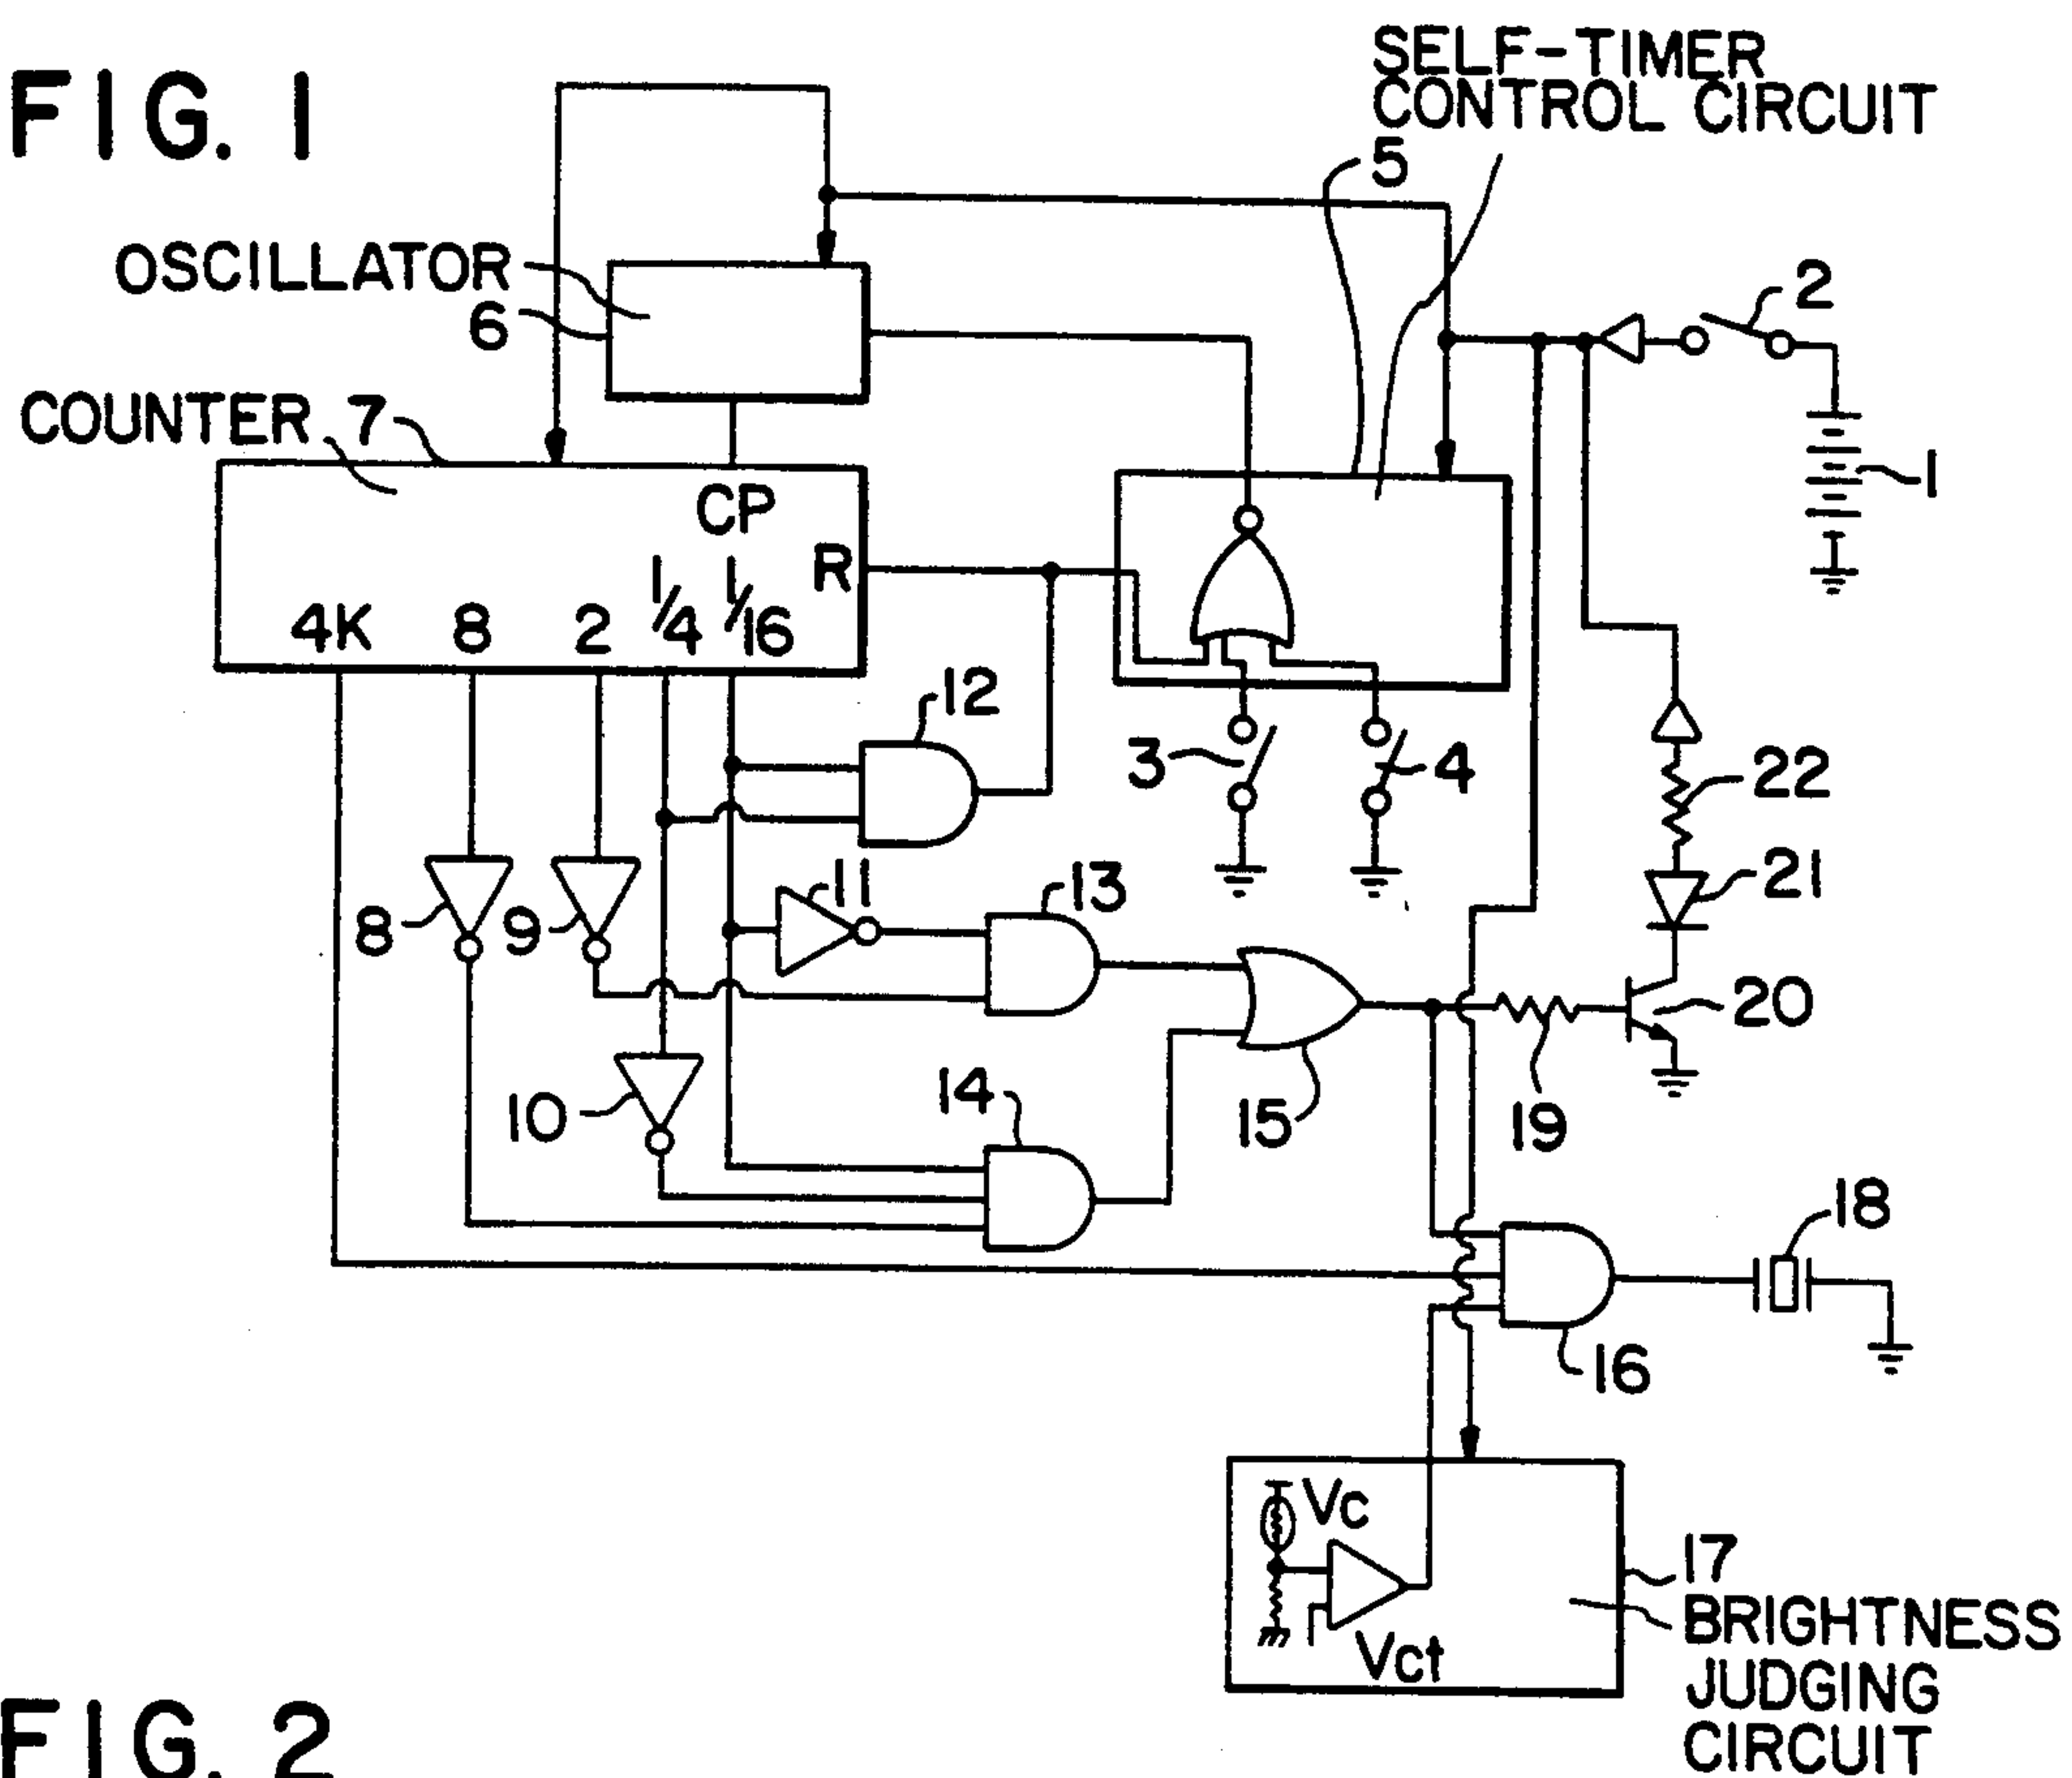 FIG. 1
SELF-TIMER
CONTROL CIRCUIT
5
OSCILLATOR
6
2
COUNTER 7
1
CP
R
4K 8 2 1/4 1/16
12
3
4
22
11
13
21
8
9
20
10
14
15
19
18
16
Vc
17
BRIGHTNESS
JUDGING
CIRCUIT
Vct
FIG. 2